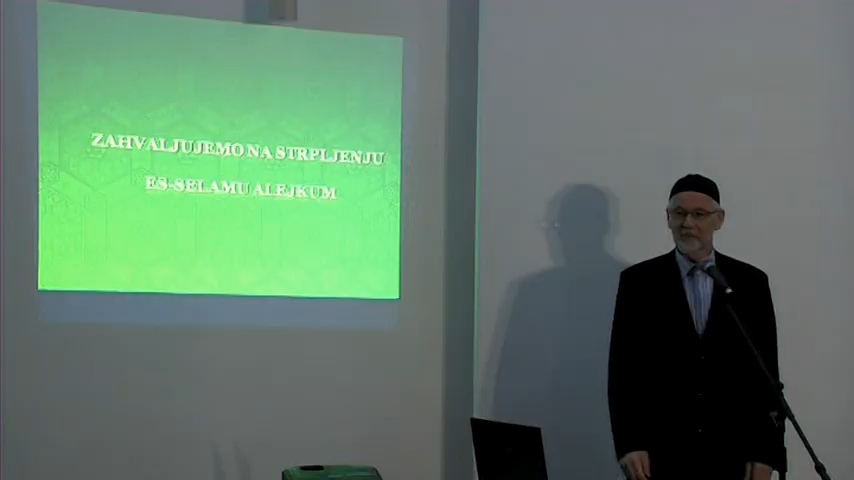 ZAHVALJUJEMO NA STRPLJENJU
ES-SELAMU ALEJKUM